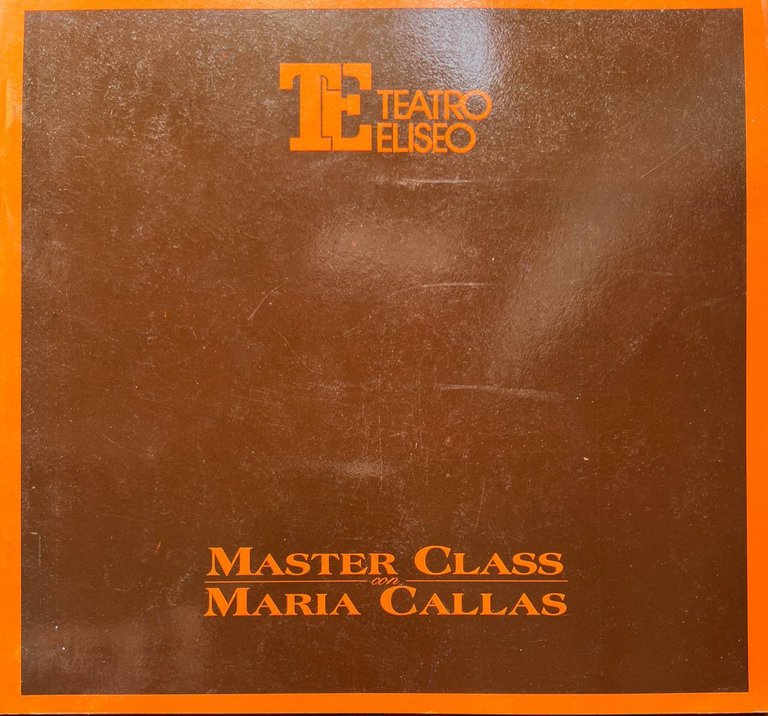 TE TEATRO
ELISEO
MASTER CLASS
con
MARIA CALLAS